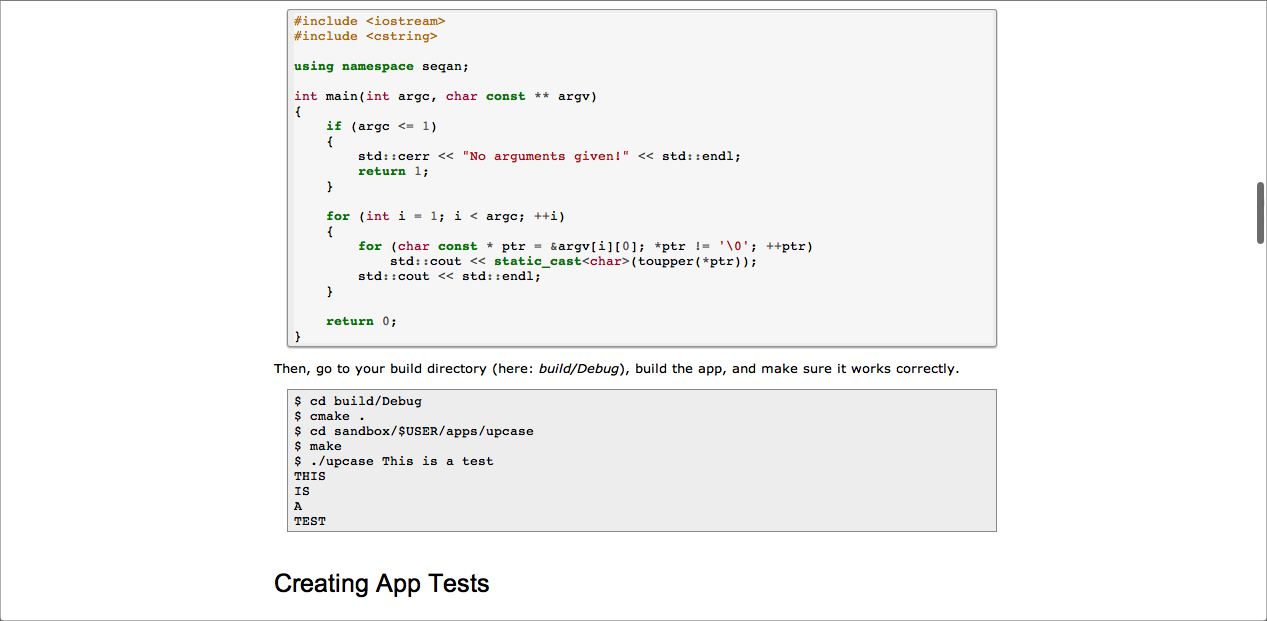 #include <iostream>
#include <cstring>
using namespace seqan;
int main(int argc, char const ** argv)
{
    if (argc <= 1)
    {
        std::cerr << "No arguments given!" << std::endl;
        return 1;
    }
    for (int i = 1; i < argc; ++i)
    {
        for (char const * ptr = &argv[i][0]; *ptr != '\0'; ++ptr)
            std::cout << static_cast<char>(toupper(*ptr));
        std::cout << std::endl;
    }
    return 0;
}
Then, go to your build directory (here: build/Debug), build the app, and make sure it works correctly.
$ cd build/Debug
$ cmake .
$ cd sandbox/$USER/apps/upcase
$ make
$ ./upcase This is a test
THIS
IS
A
TEST
Creating App Tests